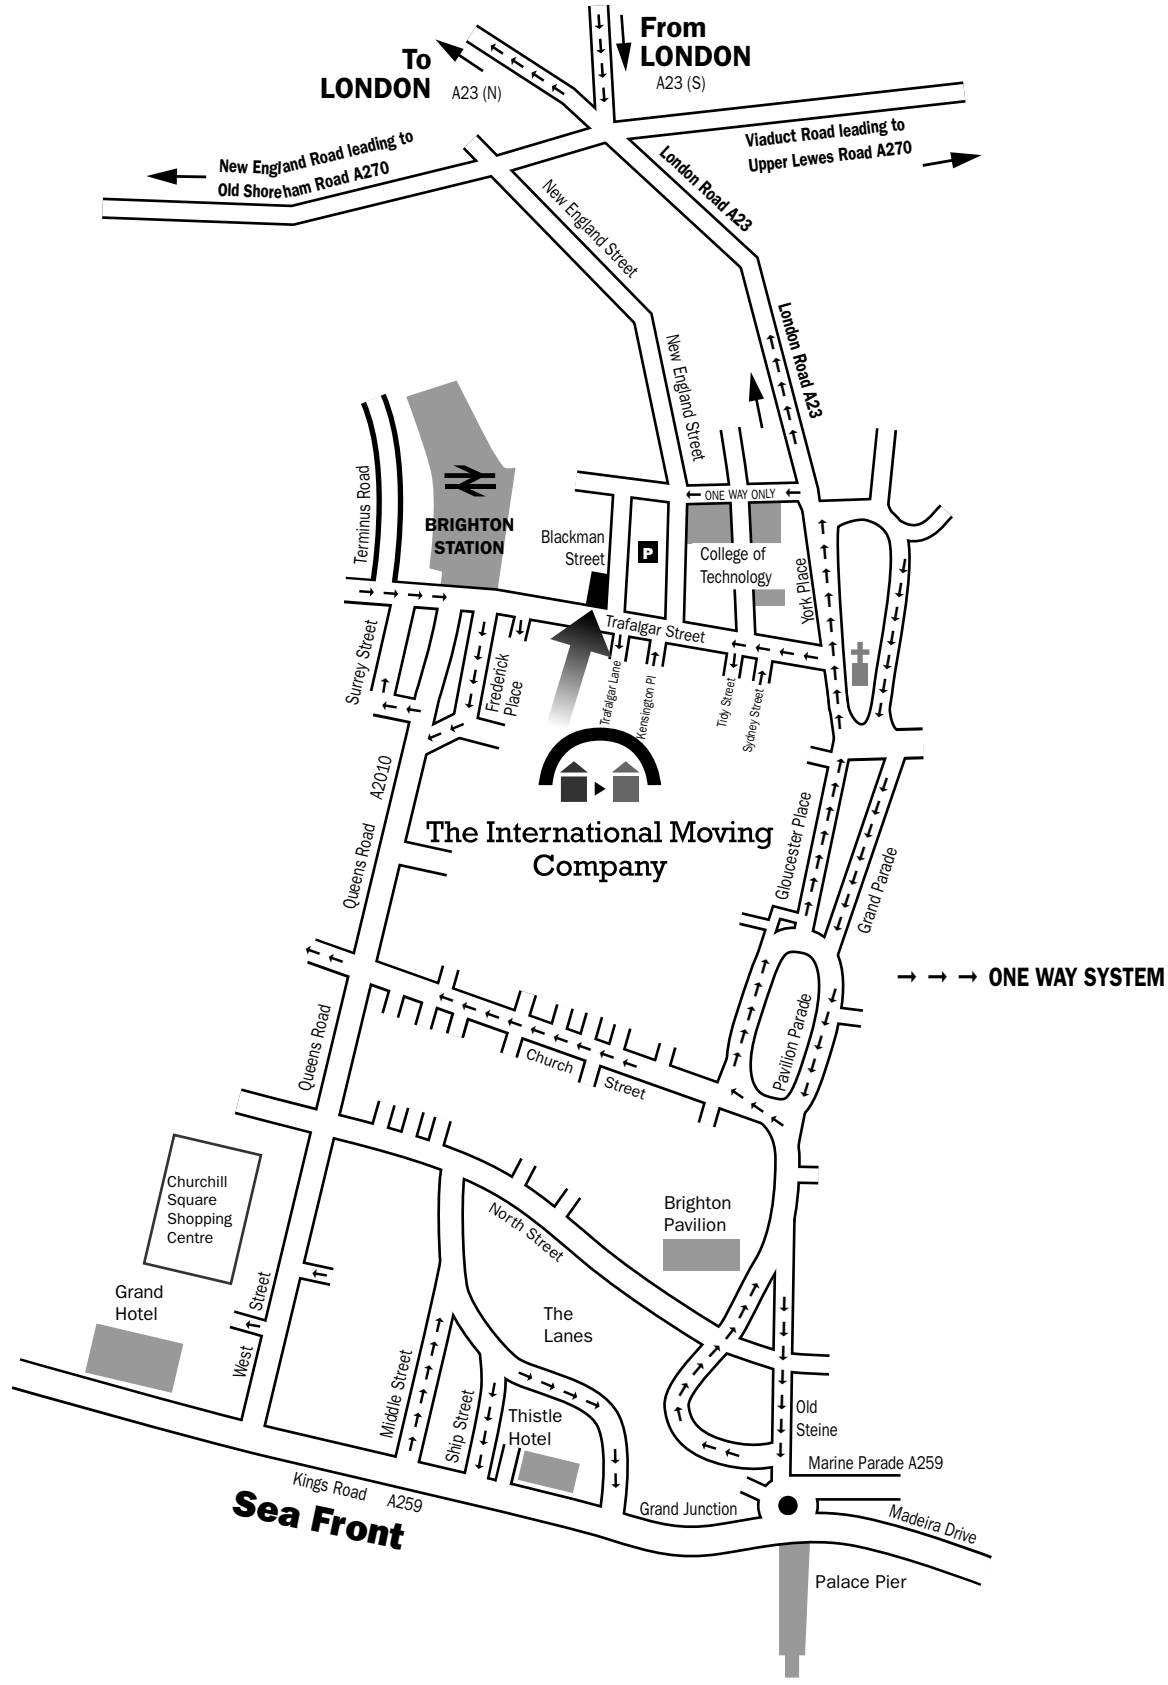 From
LONDON
A23 (S)
To
LONDON
A23 (N)
New England Road leading to
Old Shoreham Road A270
Viaduct Road leading to
Upper Lewes Road A270
London Road A23
New England Street
London Road A23
New England Street
Terminus Road
BRIGHTON
STATION
ONE WAY ONLY
Blackman
Street
P
College of
Technology
York Place
Trafalgar Street
Surrey Street
Frederick
Place
Trafalgar Lane
Kensington Pl
Tidy Street
Sydney Street
A2010
Queens Road
The International Moving
Company
Gloucester Place
Grand Parade
ONE WAY SYSTEM
Queens Road
Pavilion Parade
Church
Street
Churchill
Square
Shopping
Centre
Brighton
Pavilion
North Street
Grand
Hotel
West
Street
The
Lanes
Middle Street
Ship Street
Thistle
Hotel
Old
Steine
Marine Parade A259
Kings Road
A259
Grand Junction
Madeira Drive
Sea Front
Palace Pier